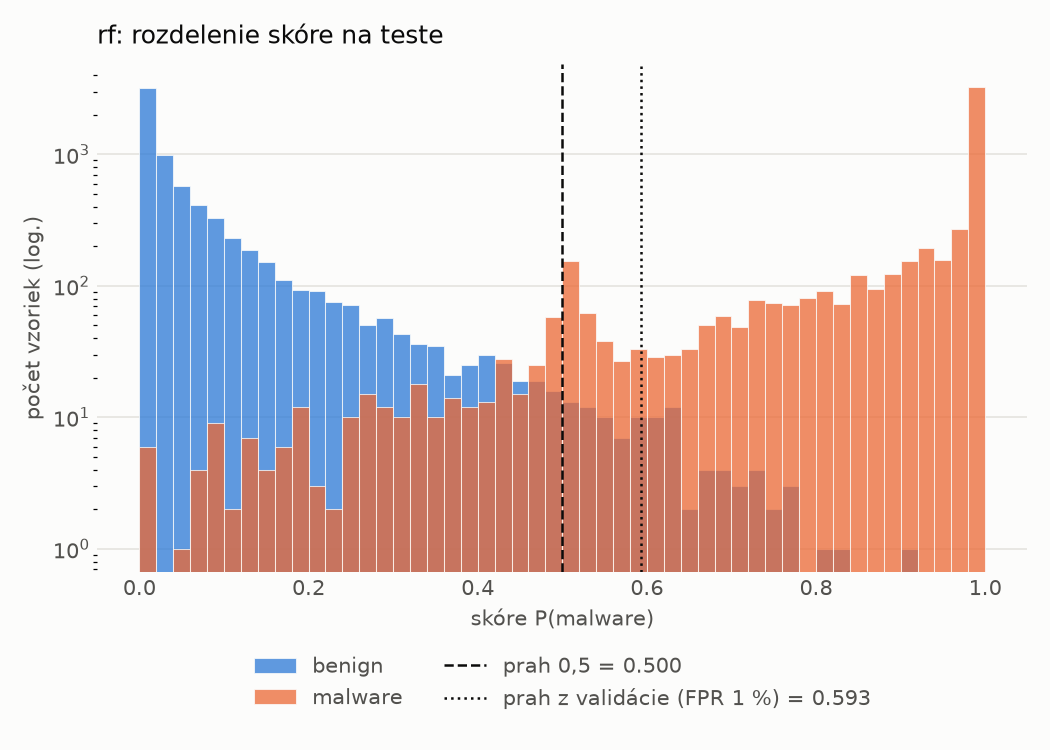 rf: rozdelenie skóre na teste
počet vzoriek (log.)
10³
10²
10¹
10⁰
0.0 0.2 0.4 0.6 0.8 1.0
skóre P(malware)
benign
malware
prah 0,5 = 0.500
prah z validácie (FPR 1 %) = 0.593